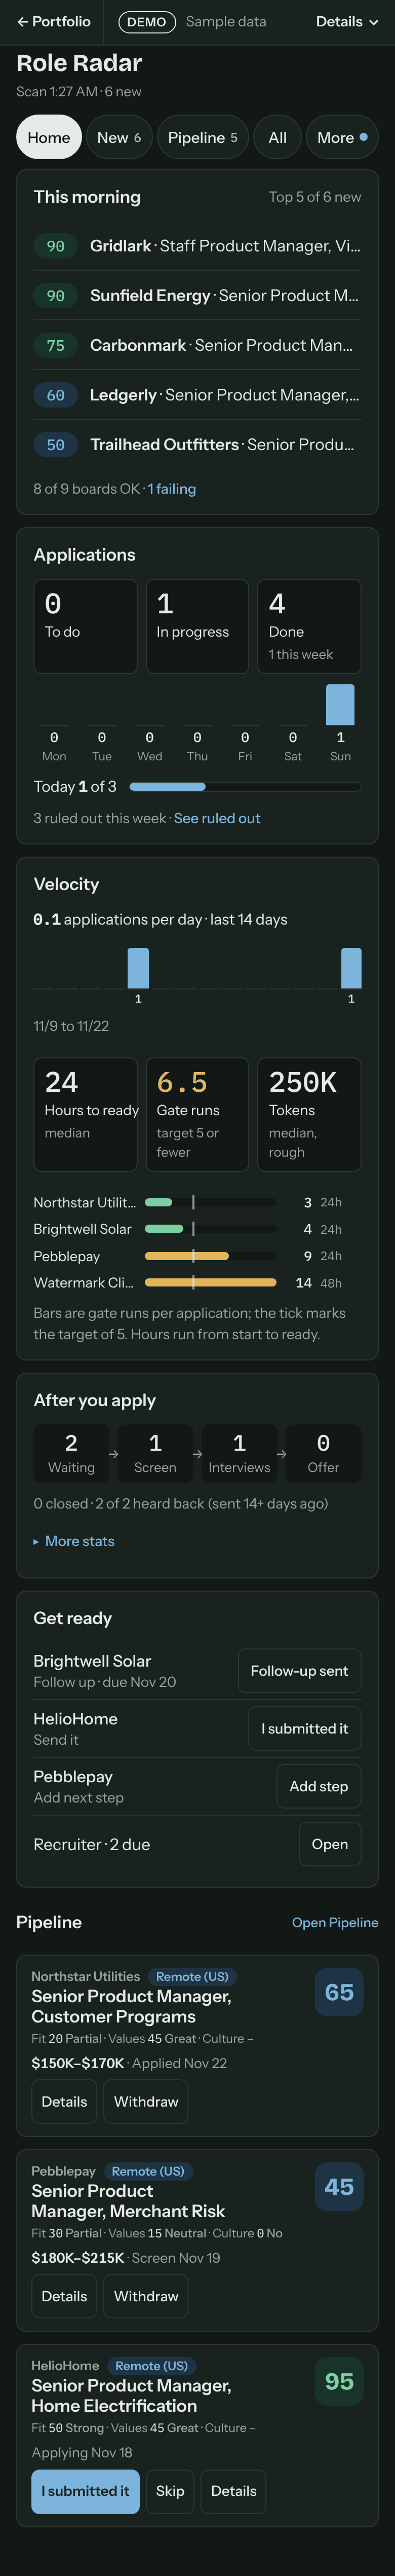 ← Portfolio DEMO Sample data Details
Role Radar
Scan 1:27 AM · 6 new
Home New 6 Pipeline 5 All More
This morning Top 5 of 6 new
90 Gridlark · Staff Product Manager, Vi...
90 Sunfield Energy · Senior Product M...
75 Carbonmark · Senior Product Man...
60 Ledgerly · Senior Product Manager,...
50 Trailhead Outfitters · Senior Produ...
8 of 9 boards OK · 1 failing
Applications
0 1 4
To do In progress Done
1 this week
0 0 0 0 0 0 1
Mon Tue Wed Thu Fri Sat Sun
Today 1 of 3
3 ruled out this week · See ruled out
Velocity
0.1 applications per day · last 14 days
1 1
11/9 to 11/22
24 6.5 250K
Hours to ready Gate runs Tokens
median target 5 or median,
fewer rough
Northstar Utilit... 3 24h
Brightwell Solar 4 24h
Pebblepay 9 24h
Watermark Cli... 14 48h
Bars are gate runs per application; the tick marks
the target of 5. Hours run from start to ready.
After you apply
2 → 1 → 1 → 0
Waiting Screen Interviews Offer
0 closed · 2 of 2 heard back (sent 14+ days ago)
▸ More stats
Get ready
Brightwell Solar
Follow up · due Nov 20
Follow-up sent
HelioHome
Send it
I submitted it
Pebblepay
Add next step
Add step
Recruiter · 2 due Open
Pipeline Open Pipeline
Northstar Utilities Remote (US) 65
Senior Product Manager,
Customer Programs
Fit 20 Partial · Values 45 Great · Culture –
$150K–$170K · Applied Nov 22
Details Withdraw
Pebblepay Remote (US) 45
Senior Product
Manager, Merchant Risk
Fit 30 Partial · Values 15 Neutral · Culture 0 No
$180K–$215K · Screen Nov 19
Details Withdraw
HelioHome Remote (US) 95
Senior Product Manager,
Home Electrification
Fit 50 Strong · Values 45 Great · Culture –
Applying Nov 18
I submitted it Skip Details